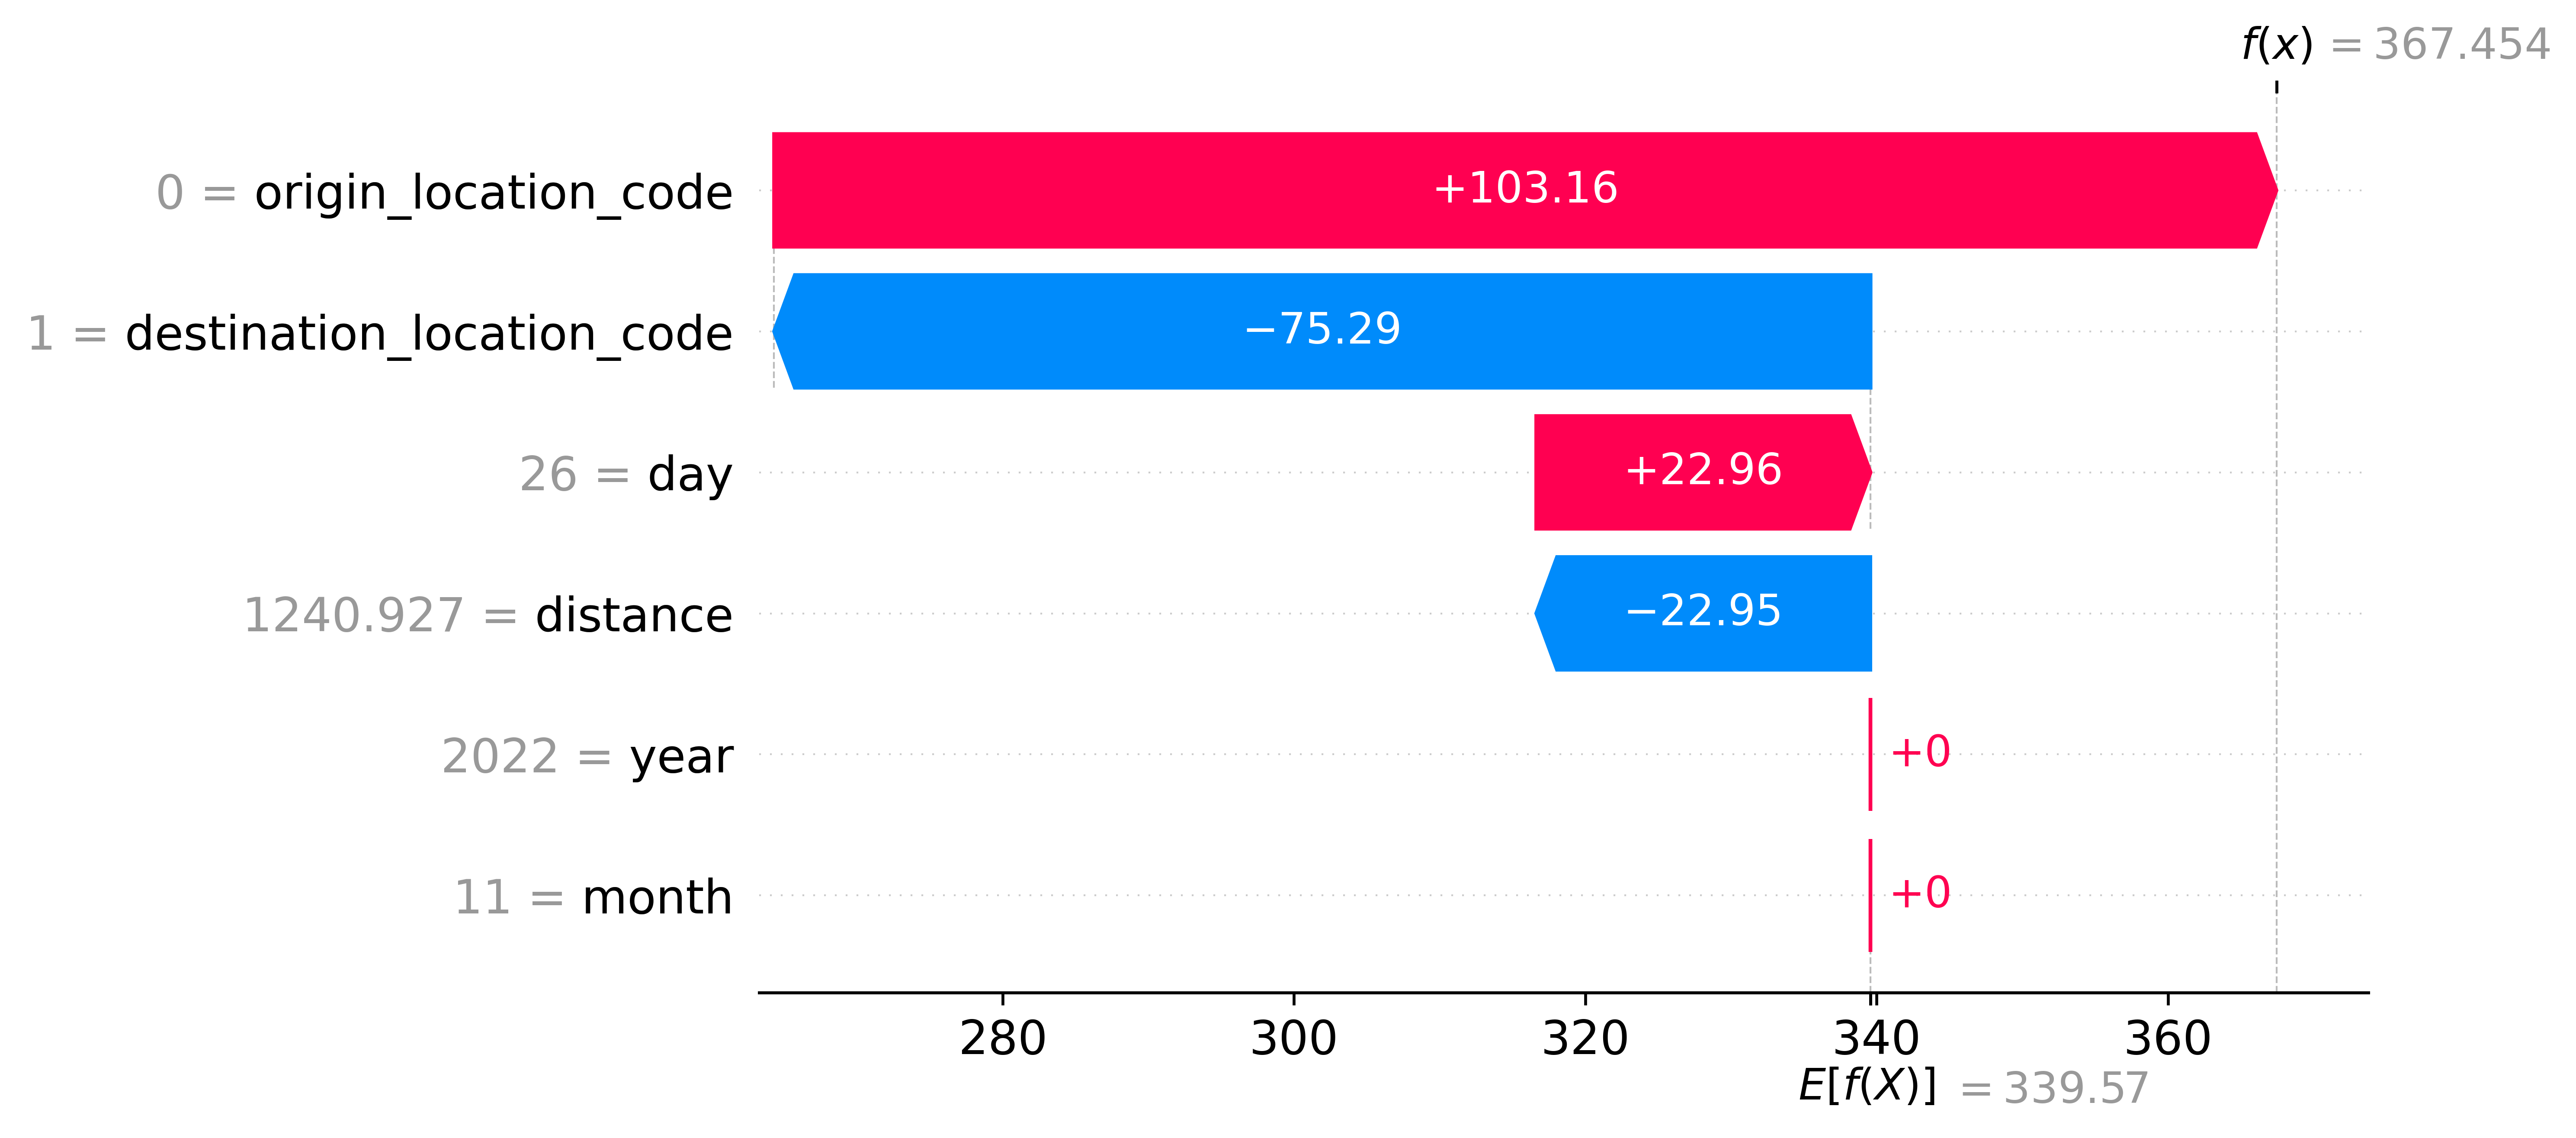 f(x) = 367.454
0 = origin_location_code +103.16
1 = destination_location_code −75.29
26 = day +22.96
1240.927 = distance −22.95
2022 = year +0
11 = month +0
280 300 320 340 360
E[f(X)] = 339.57